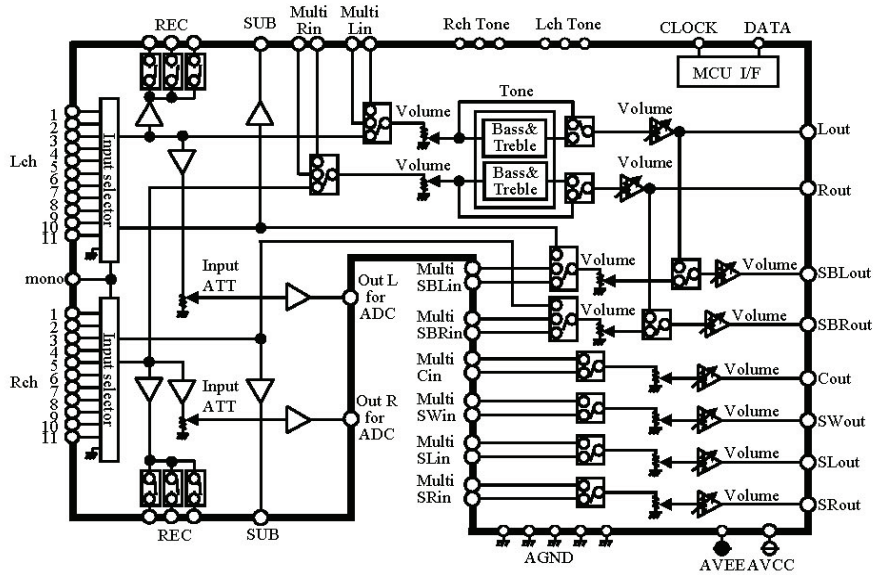 REC
SUB
Multi
Rin
Multi
Lin
Rch Tone
Lch Tone
CLOCK
DATA
MCU I/F
Tone
Volume
Bass&
Treble
Volume
Lout
Volume
Bass&
Treble
Volume
Rout
Lch
1
2
3
4
5
6
7
8
9
10
11
Input selector
mono
Input
ATT
Out L
for
ADC
Multi
SBLin
Volume
Volume
SBLout
Multi
SBRin
Volume
Volume
SBRout
Rch
1
2
3
4
5
6
7
8
9
10
11
Input selector
Input
ATT
Out R
for
ADC
Multi
Cin
Volume
Cout
Multi
SWin
Volume
SWout
Multi
SLin
Volume
SLout
Multi
SRin
Volume
SRout
REC
SUB
AGND
AVEE
AVCC